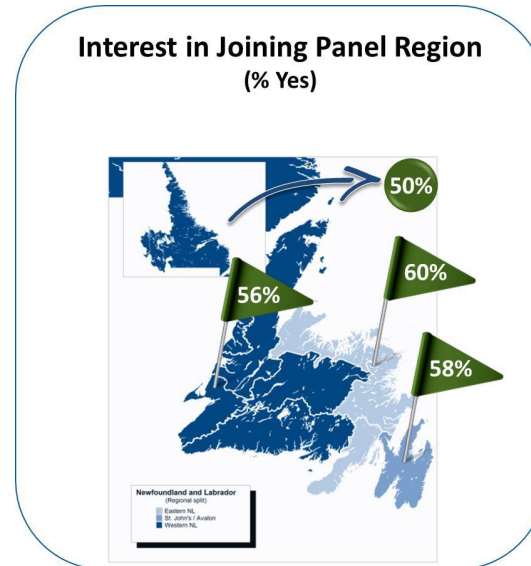 Interest in Joining Panel Region
(% Yes)
50%
60%
56%
58%
Newfoundland and Labrador
(Regional split)
Eastern NL
St. John's / Avalon
Western NL